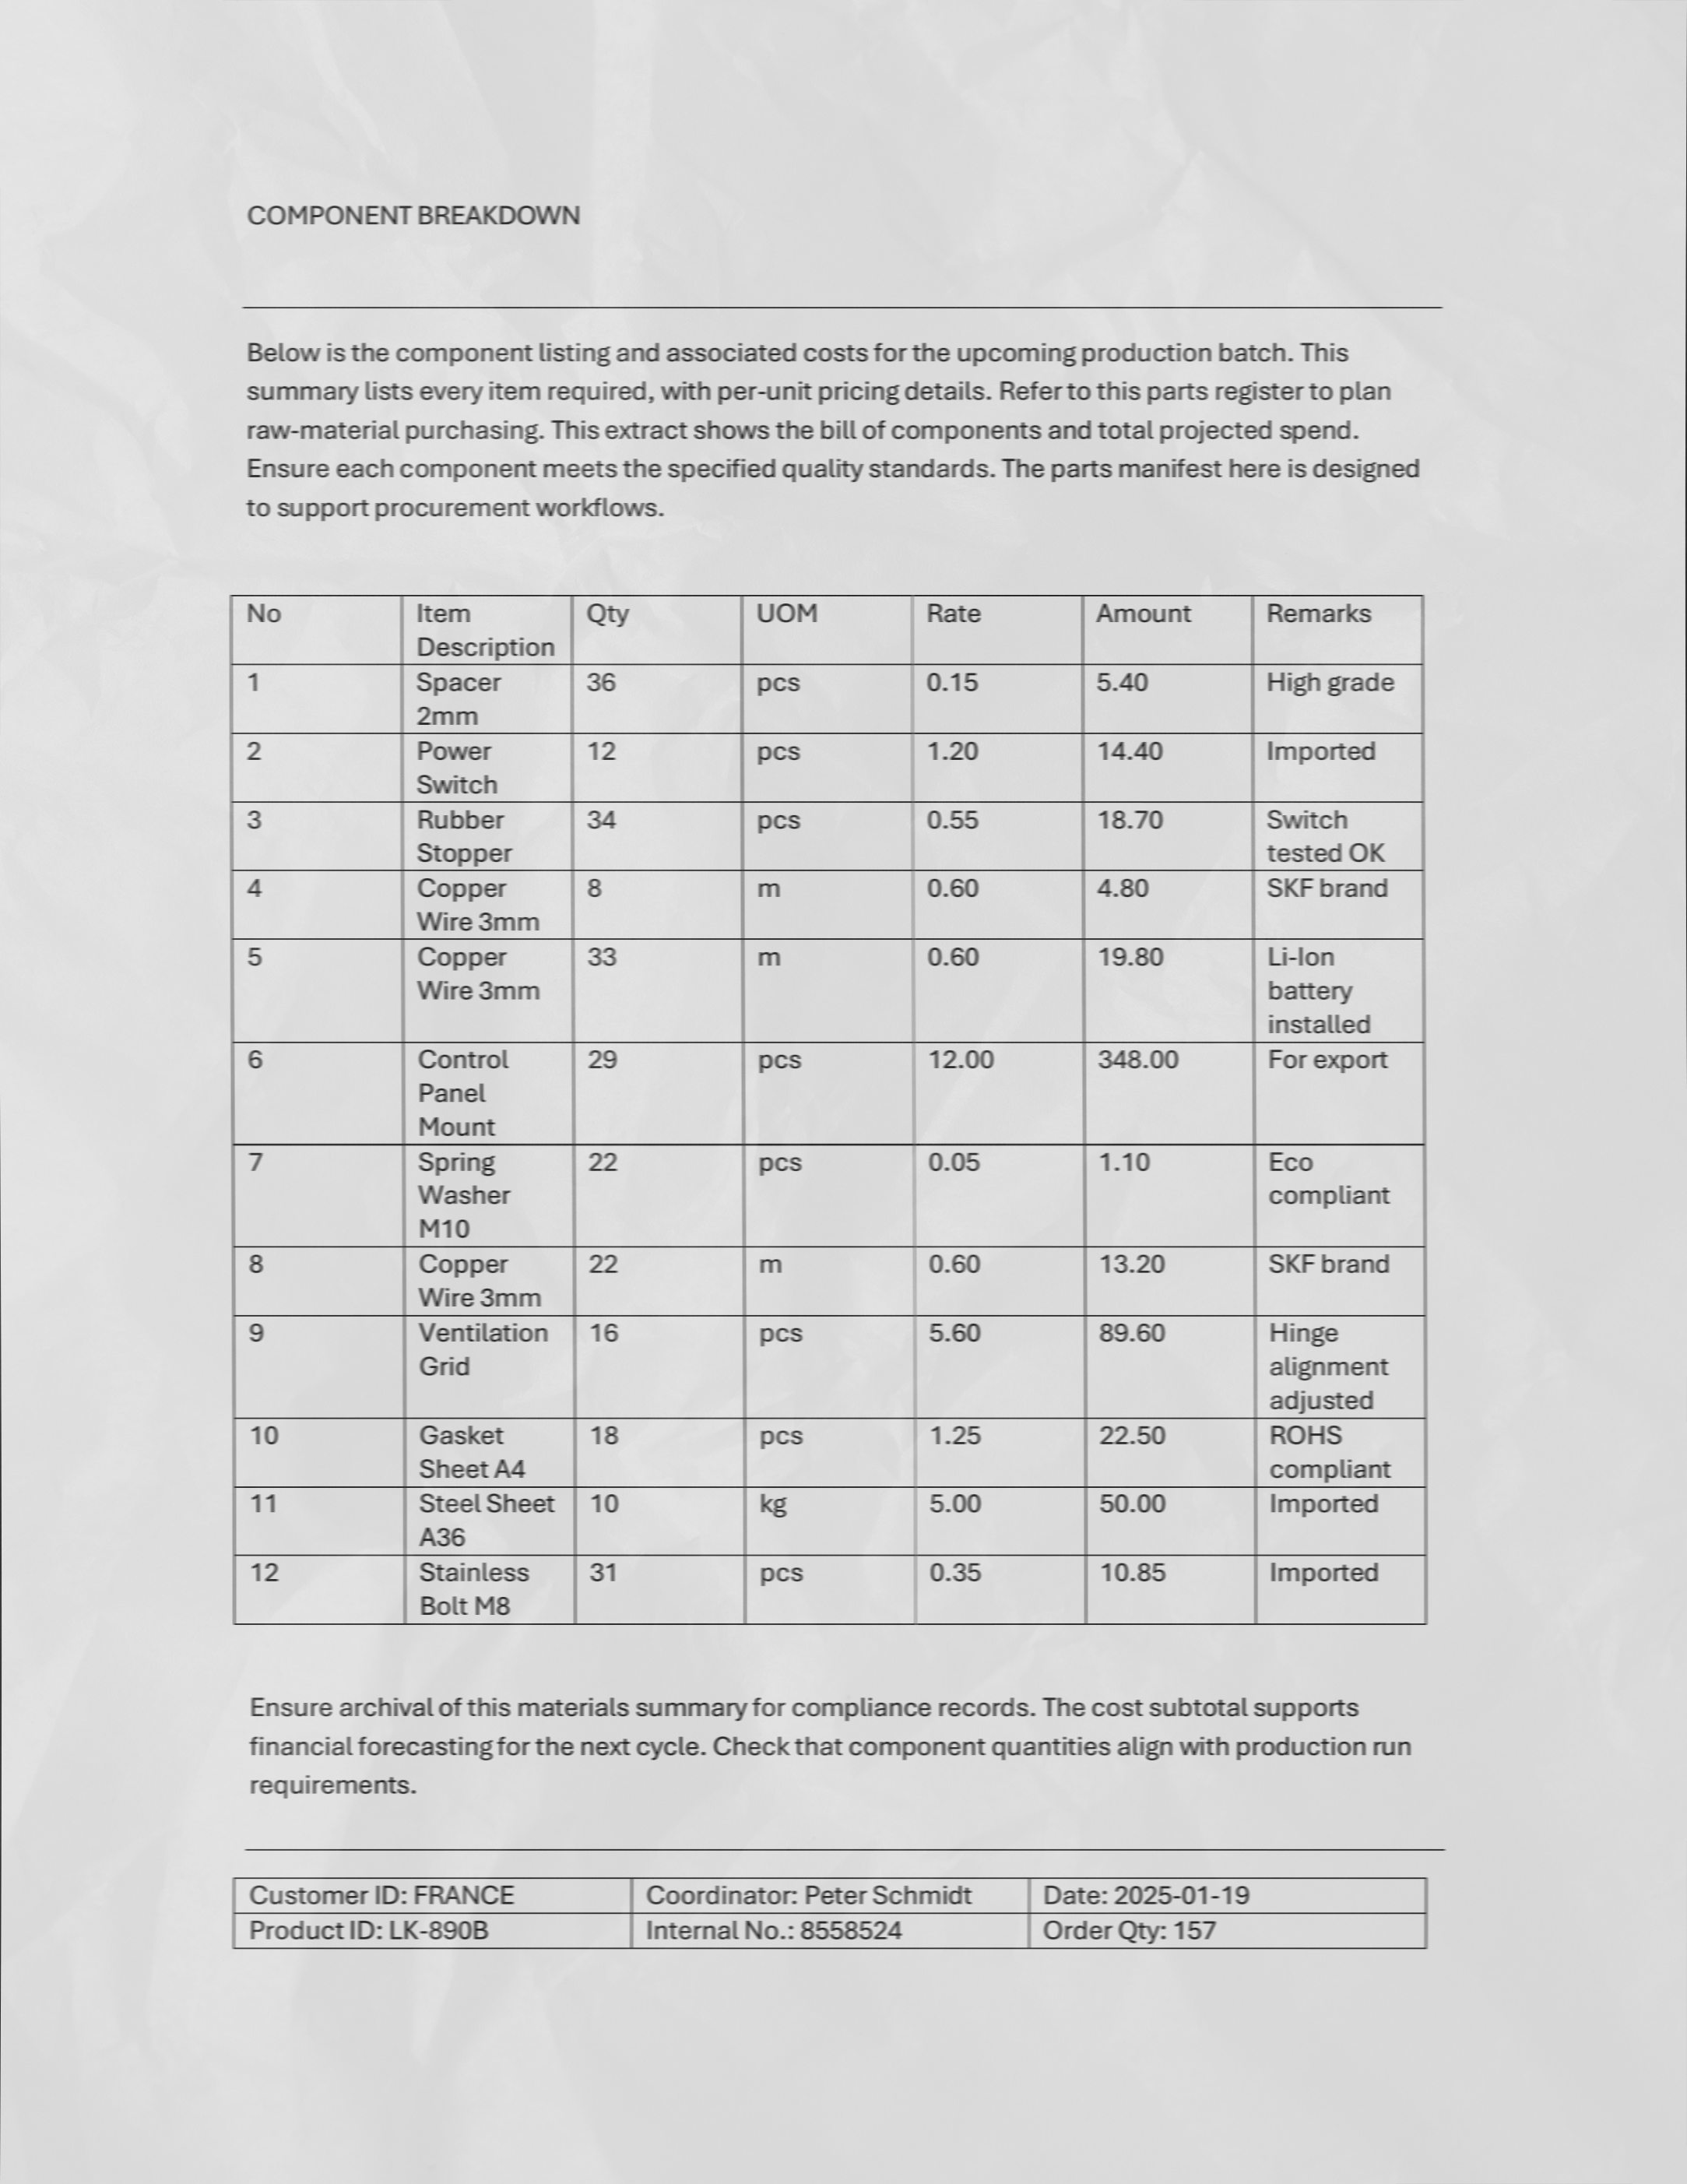 COMPONENT BREAKDOWN
Below is the component listing and associated costs for the upcoming production batch. This
summary lists every item required, with per-unit pricing details. Refer to this parts register to plan
raw-material purchasing. This extract shows the bill of components and total projected spend.
Ensure each component meets the specified quality standards. The parts manifest here is designed
to support procurement workflows.
No Item Description Qty UOM Rate Amount Remarks
1 Spacer 2mm 36 pcs 0.15 5.40 High grade
2 Power Switch 12 pcs 1.20 14.40 Imported
3 Rubber Stopper 34 pcs 0.55 18.70 Switch tested OK
4 Copper Wire 3mm 8 m 0.60 4.80 SKF brand
5 Copper Wire 3mm 33 m 0.60 19.80 Li-Ion battery installed
6 Control Panel Mount 29 pcs 12.00 348.00 For export
7 Spring Washer M10 22 pcs 0.05 1.10 Eco compliant
8 Copper Wire 3mm 22 m 0.60 13.20 SKF brand
9 Ventilation Grid 16 pcs 5.60 89.60 Hinge alignment adjusted
10 Gasket Sheet A4 18 pcs 1.25 22.50 ROHS compliant
11 Steel Sheet A36 10 kg 5.00 50.00 Imported
12 Stainless Bolt M8 31 pcs 0.35 10.85 Imported
Ensure archival of this materials summary for compliance records. The cost subtotal supports
financial forecasting for the next cycle. Check that component quantities align with production run
requirements.
Customer ID: FRANCE Coordinator: Peter Schmidt Date: 2025-01-19
Product ID: LK-890B Internal No.: 8558524 Order Qty: 157